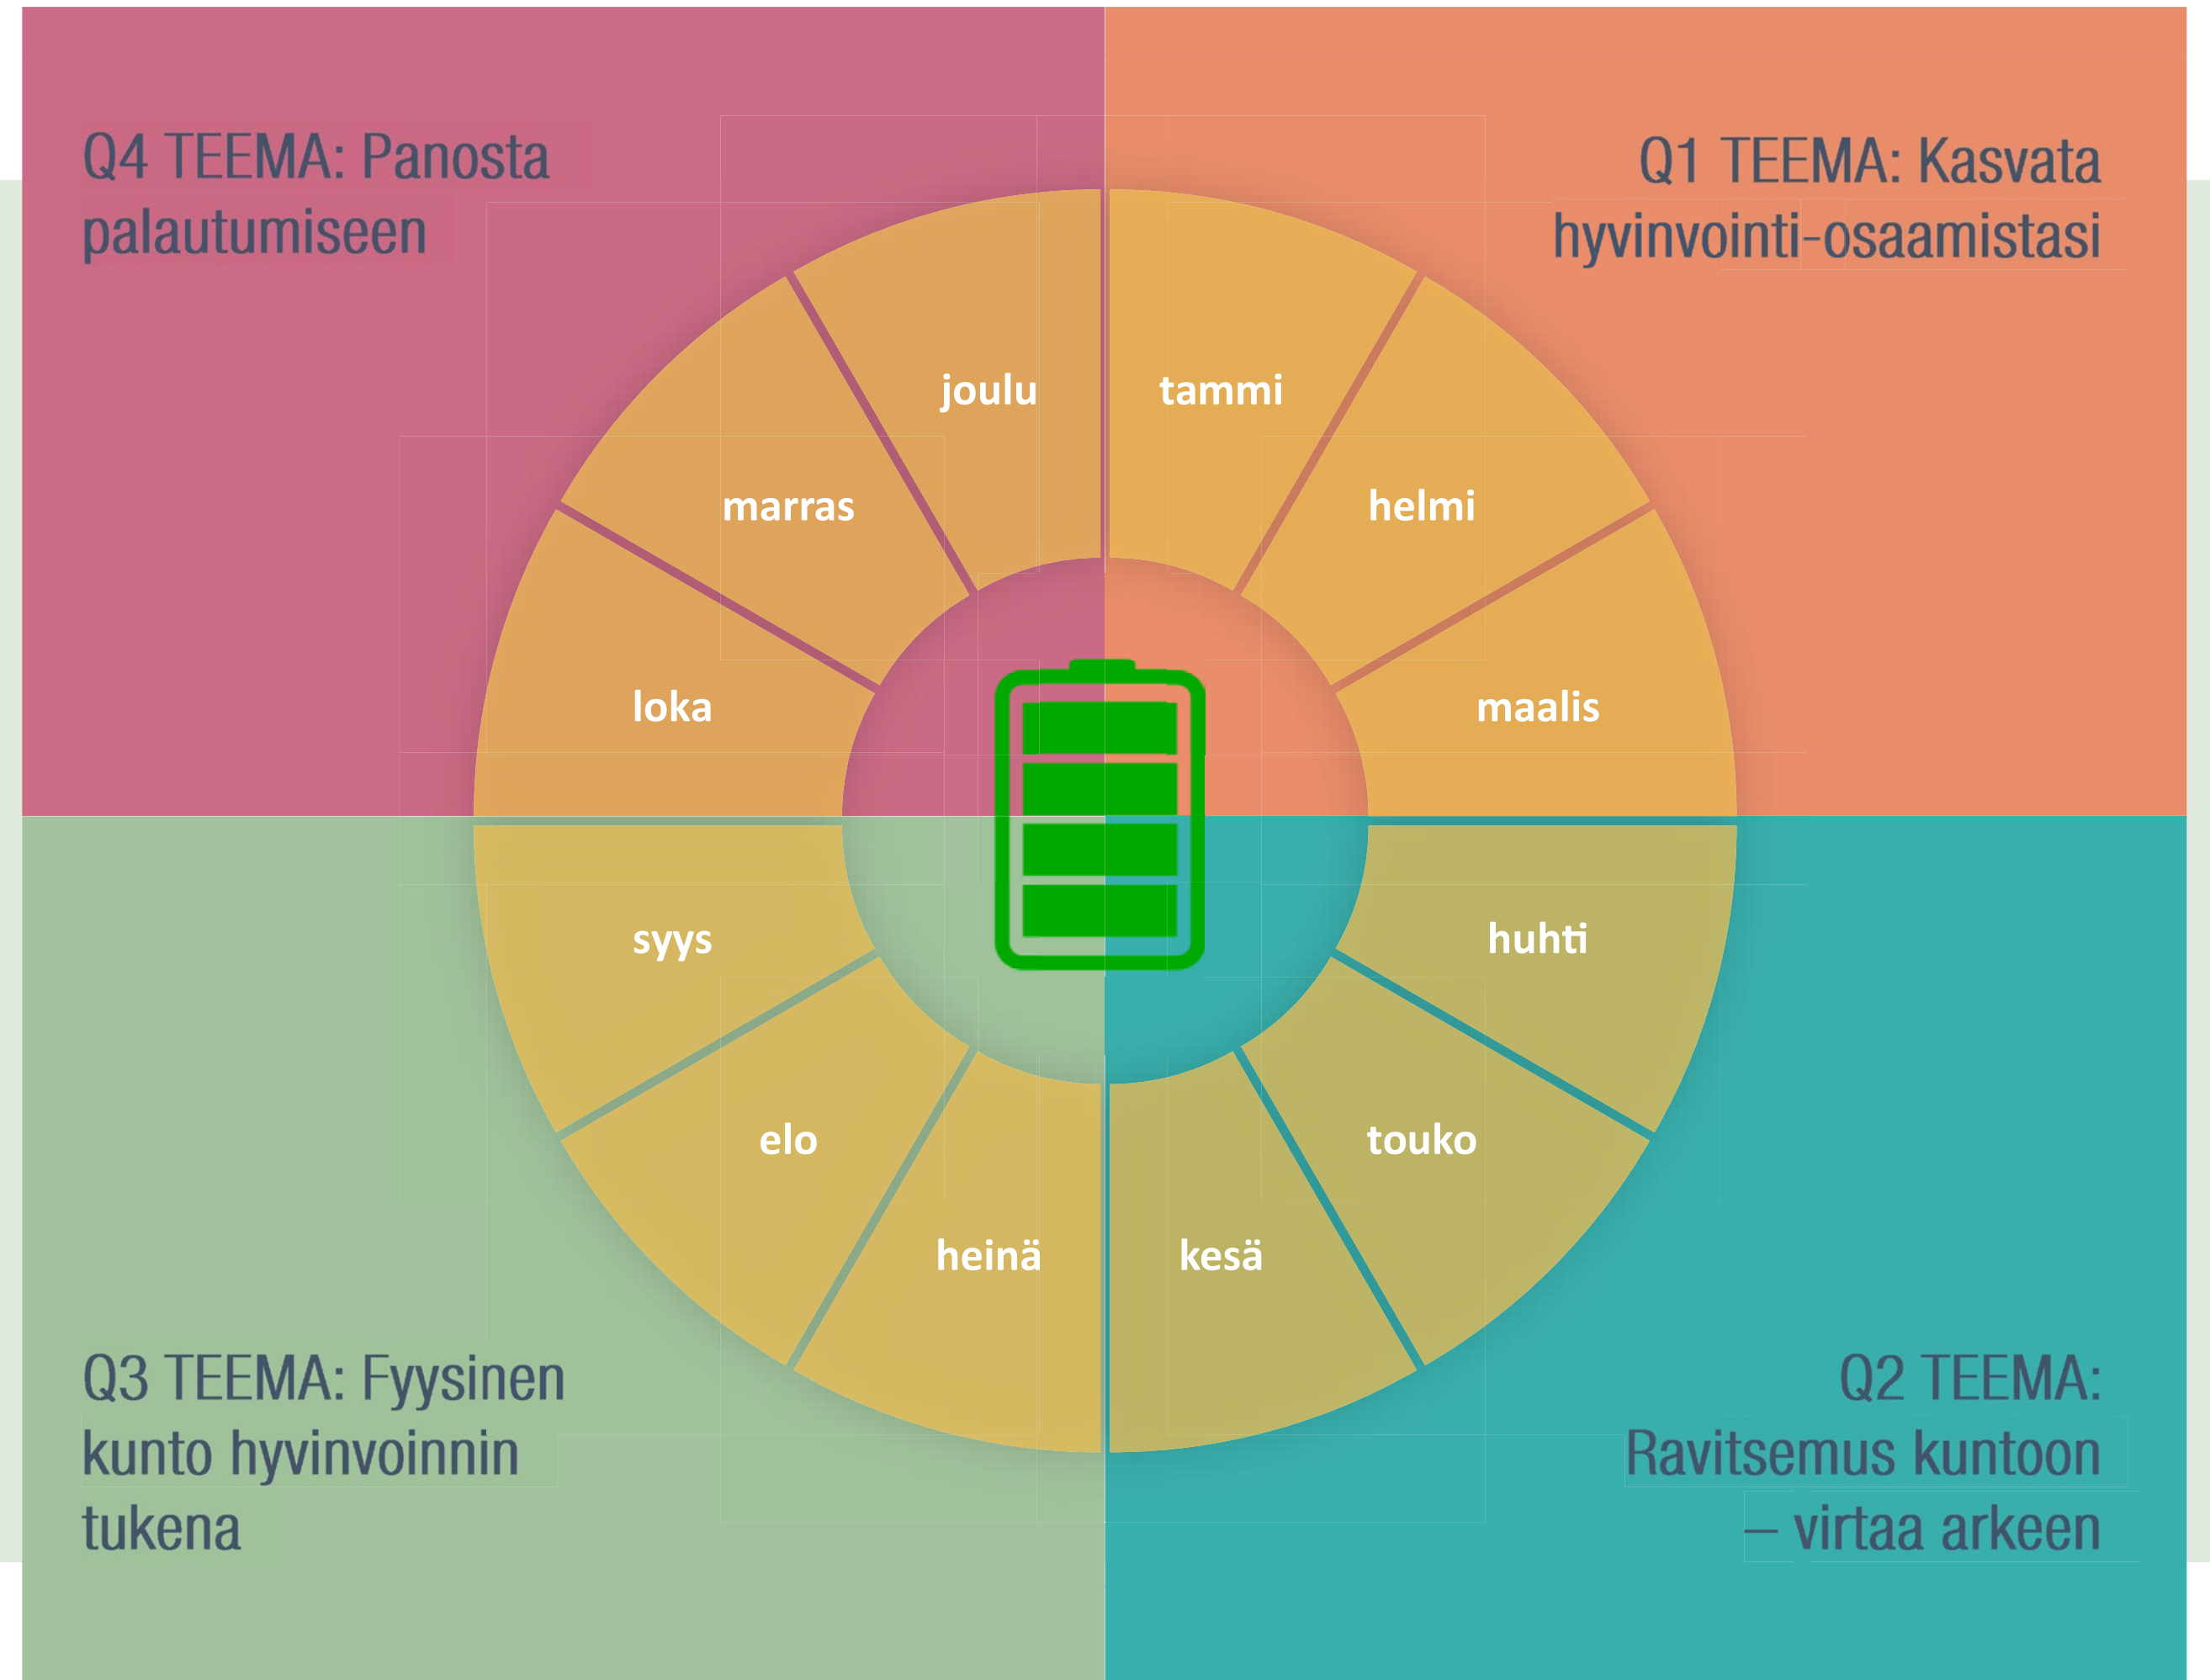 Q4 TEEMA: Panosta
palautumiseen
Q1 TEEMA: Kasvata
hyvinvointi-osaamistasi
joulu
tammi
marras
helmi
loka
maalis
syys
huhti
elo
touko
heinä
kesä
Q3 TEEMA: Fyysinen
kunto hyvinvoinnin
tukena
Q2 TEEMA:
Ravitsemus kuntoon
– virtaa arkeen